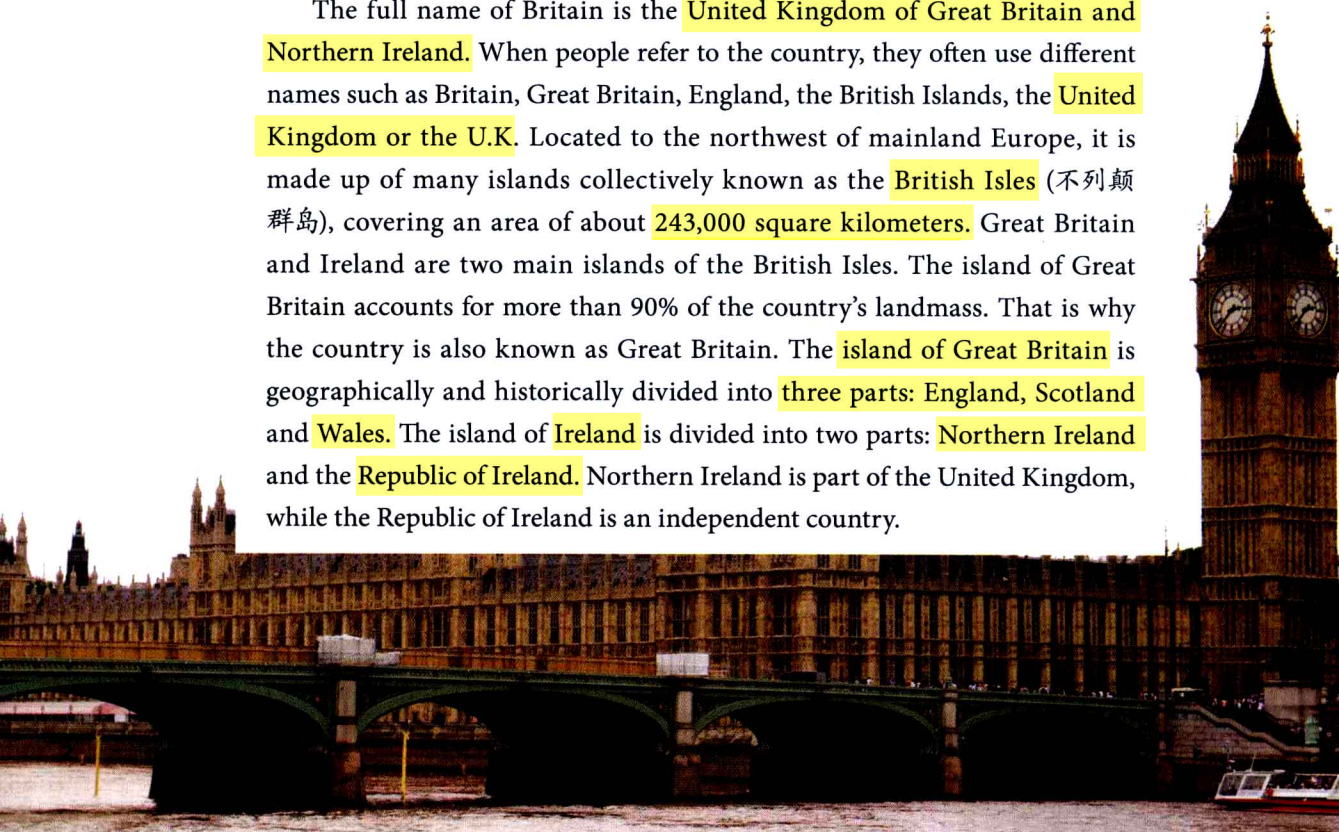 The full name of Britain is the United Kingdom of Great Britain and
Northern Ireland. When people refer to the country, they often use different
names such as Britain, Great Britain, England, the British Islands, the United
Kingdom or the U.K. Located to the northwest of mainland Europe, it is
made up of many islands collectively known as the British Isles (不列颠
群岛), covering an area of about 243,000 square kilometers. Great Britain
and Ireland are two main islands of the British Isles. The island of Great
Britain accounts for more than 90% of the country's landmass. That is why
the country is also known as Great Britain. The island of Great Britain is
geographically and historically divided into three parts: England, Scotland
and Wales. The island of Ireland is divided into two parts: Northern Ireland
and the Republic of Ireland. Northern Ireland is part of the United Kingdom,
while the Republic of Ireland is an independent country.